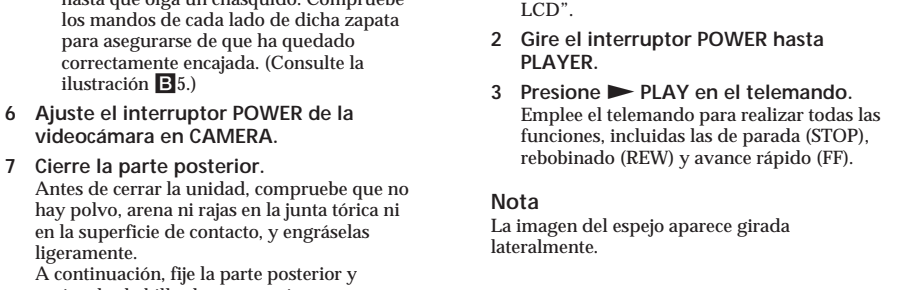 hasta que oiga un chasquido. Compruebe
los mandos de cada lado de dicha zapata
para asegurarse de que ha quedado
correctamente encajada. (Consulte la
ilustración B5.)
6 Ajuste el interruptor POWER de la
videocámara en CAMERA.
7 Cierre la parte posterior.
Antes de cerrar la unidad, compruebe que no
hay polvo, arena ni rajas en la junta tórica ni
en la superficie de contacto, y engráselas
ligeramente.
A continuación, fije la parte posterior y
LCD”.
2 Gire el interruptor POWER hasta
PLAYER.
3 Presione ► PLAY en el telemando.
Emplee el telemando para realizar todas las
funciones, incluidas las de parada (STOP),
rebobinado (REW) y avance rápido (FF).
Nota
La imagen del espejo aparece girada
lateralmente.